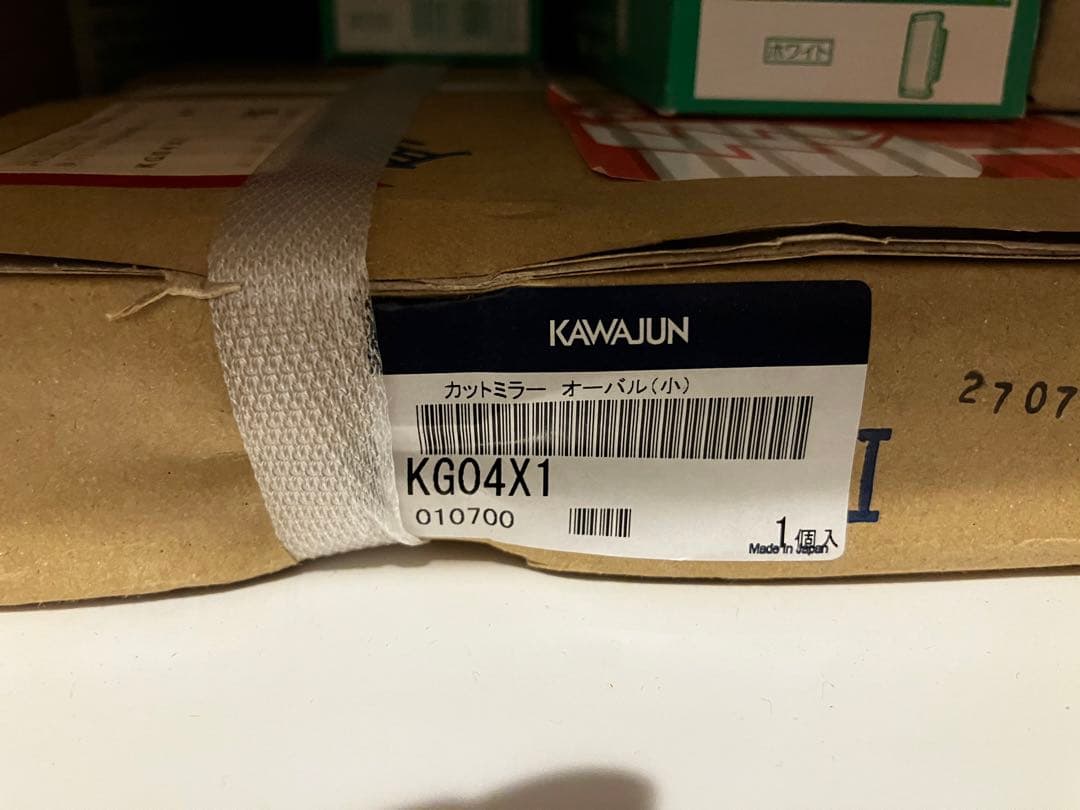 ホワイト
KG04X1
KAWAJUN
カットミラー オーバル(小)
KG04X1
010700
1個入
Made in Japan
2707